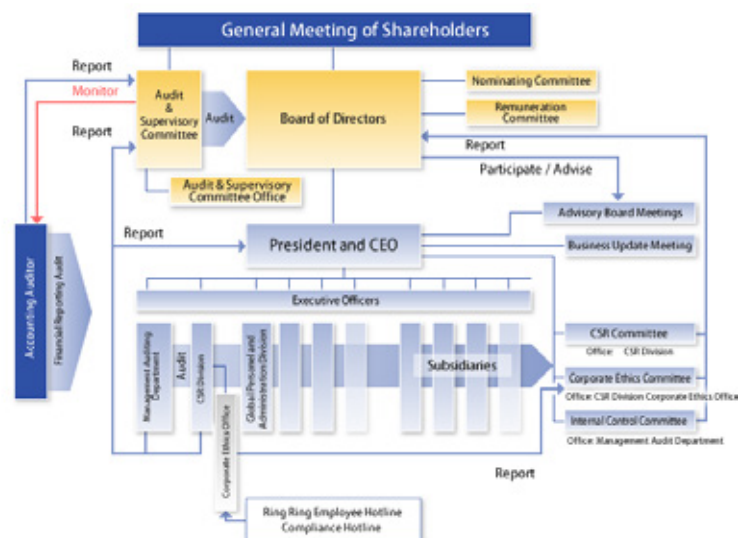 General Meeting of Shareholders
Report
Monitor
Report
Audit
&
Supervisory
Committee
Audit
Board of Directors
Nominating Committee
Remuneration
Committee
Report
Participate / Advise
Audit & Supervisory
Committee Office
Advisory Board Meetings
Report
President and CEO
Business Update Meeting
Accounting Auditor
Financial Reporting Audit
Executive Officers
Management Auditing
Department
Audit
CSR Division
Global Personnel and
Administration Division
Subsidiaries
CSR Committee
Office: CSR Division
Corporate Ethics Committee
Office: CSR Division Corporate Ethics Office
Internal Control Committee
Office: Management Audit Department
Corporate Ethics Office
Report
Ring Ring Employee Hotline
Compliance Hotline